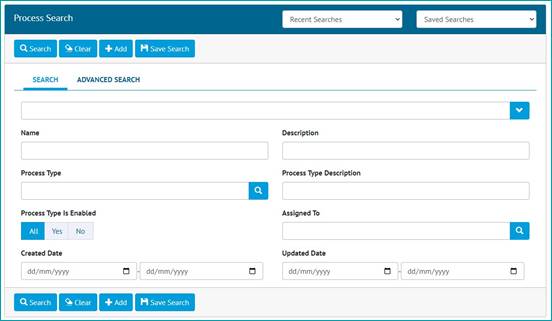 Process Search Recent Searches Saved Searches
Search Clear Add Save Search
SEARCH ADVANCED SEARCH
Name Description
Process Type Process Type Description
Process Type Is Enabled Assigned To
All Yes No
Created Date Updated Date
dd/mm/yyyy - dd/mm/yyyy dd/mm/yyyy - dd/mm/yyyy
Search Clear Add Save Search